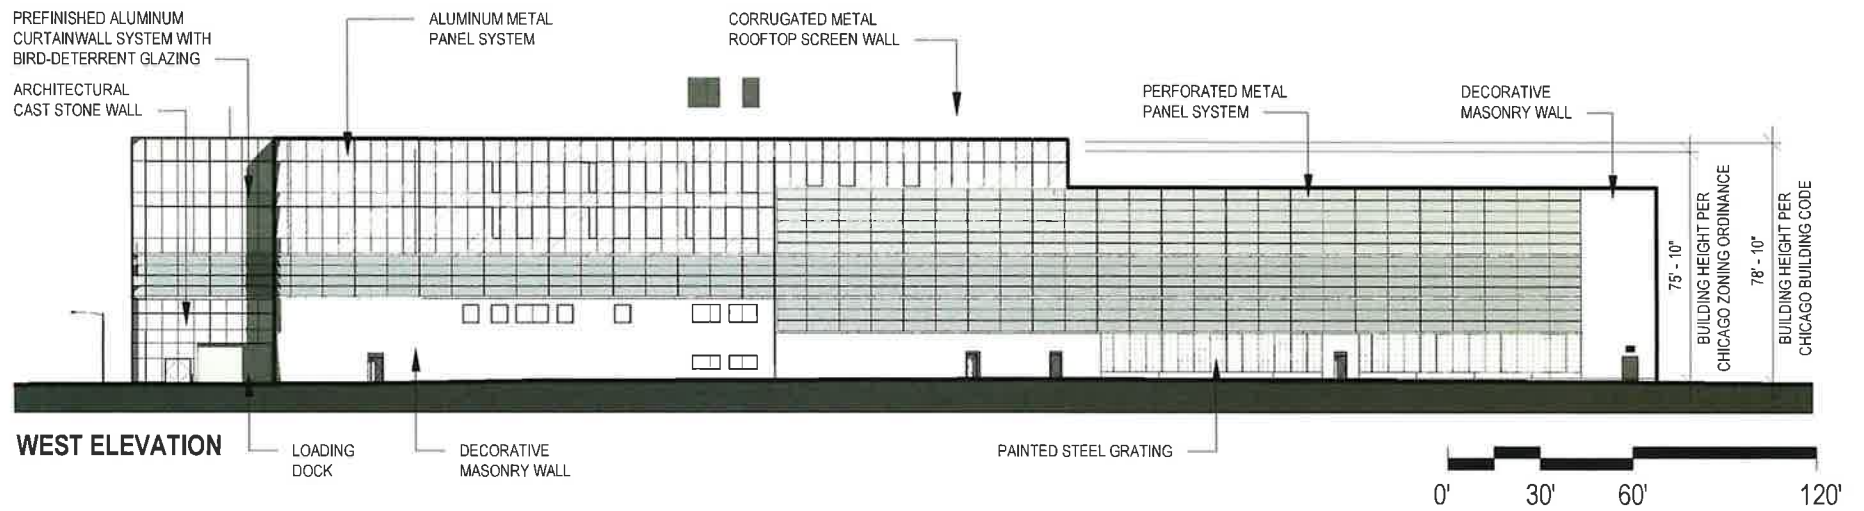 PREFINISHED ALUMINUM
CURTAINWALL SYSTEM WITH
BIRD-DETERRENT GLAZING
ARCHITECTURAL
CAST STONE WALL
ALUMINUM METAL
PANEL SYSTEM
CORRUGATED METAL
ROOFTOP SCREEN WALL
PERFORATED METAL
PANEL SYSTEM
DECORATIVE
MASONRY WALL
75' - 10"
BUILDING HEIGHT PER
CHICAGO ZONING ORDINANCE
78' - 10"
BUILDING HEIGHT PER
CHICAGO BUILDING CODE
WEST ELEVATION
LOADING
DOCK
DECORATIVE
MASONRY WALL
PAINTED STEEL GRATING
0' 30' 60' 120'